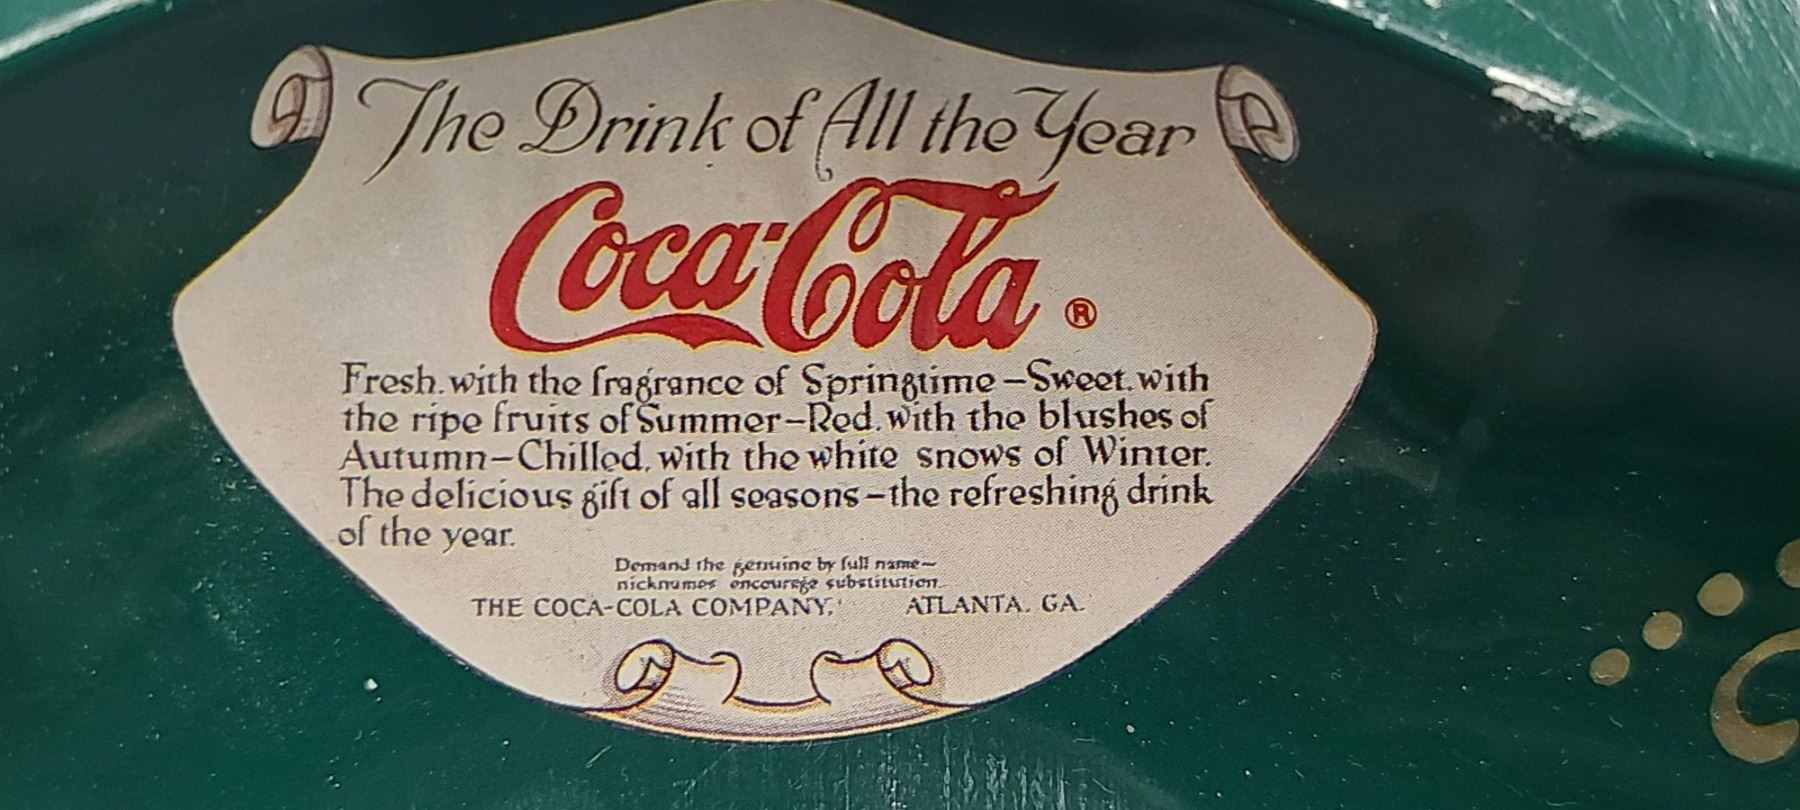 The Drink of All the Year
Coca-Cola ®
Fresh, with the fragrance of Springtime—Sweet, with
the ripe fruits of Summer—Red, with the blushes of
Autumn—Chilled, with the white snows of Winter.
The delicious gift of all seasons—the refreshing drink
of the year.
Demand the genuine by full name—
nicknames encourage substitution.
THE COCA-COLA COMPANY, ATLANTA, GA.